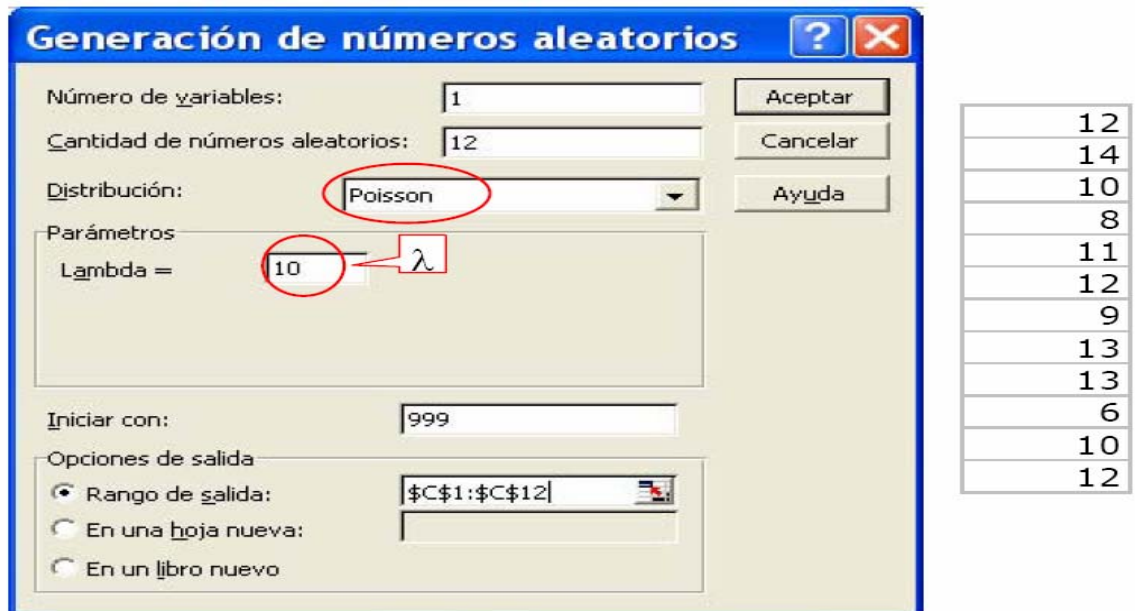 Generación de números aleatorios
Número de variables: 1 Aceptar
Cantidad de números aleatorios: 12 Cancelar
Distribución: Poisson Ayuda
Parámetros
Lambda = 10 λ
Iniciar con: 999
Opciones de salida
Rango de salida: $C$1:$C$12
En una hoja nueva:
En un libro nuevo
12
14
10
8
11
12
9
13
13
6
10
12